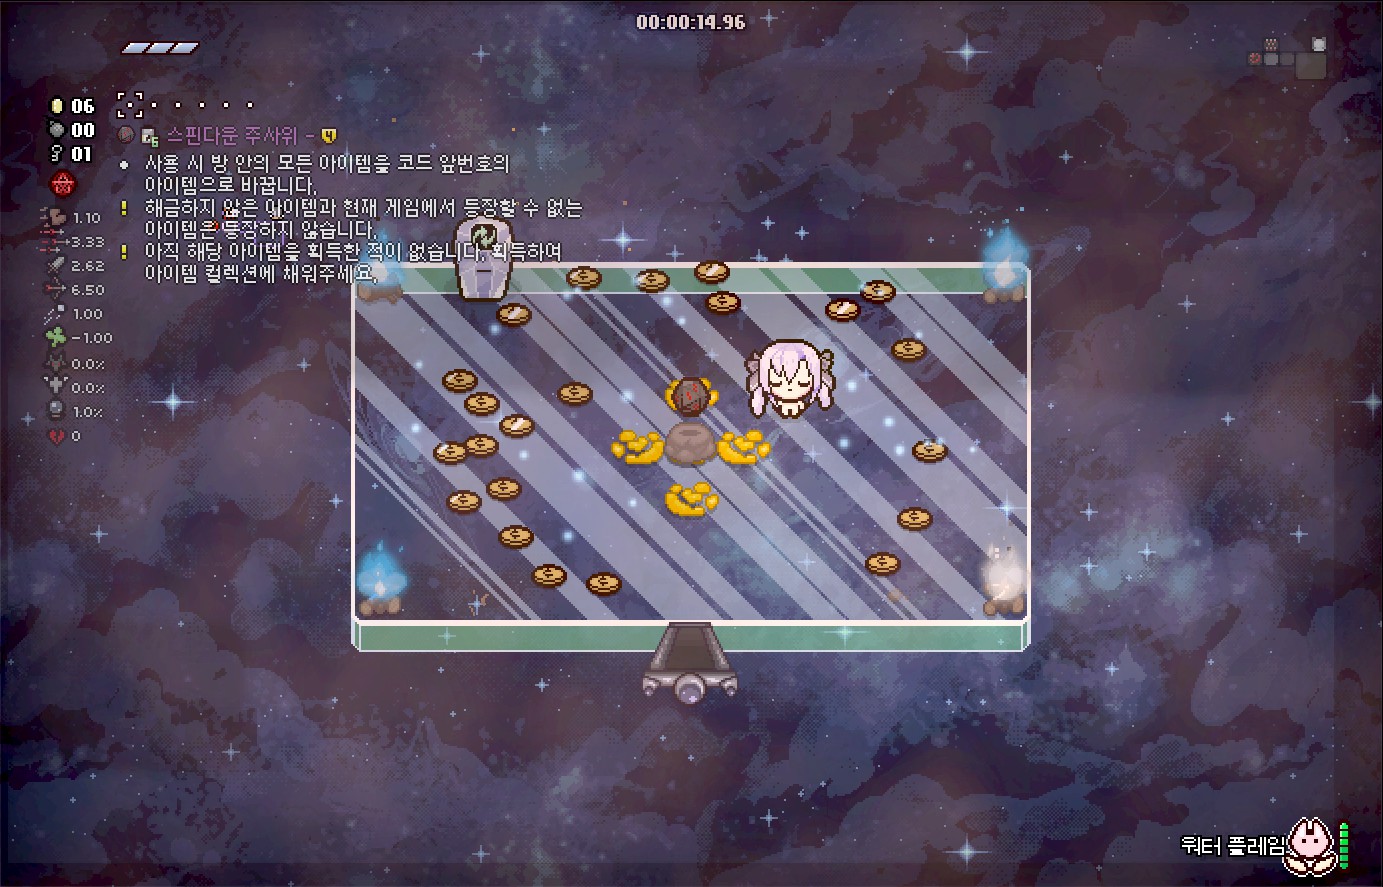 00:00:14.96
06
00
01
스핀다운 주사위 - 4
사용 시 방 안의 모든 아이템을 코드 앞번호의
아이템으로 바꿉니다.
! 해금하지 않은 아이템과 현재 게임에서 등장할 수 없는
아이템은 등장하지 않습니다.
! 아직 해당 아이템을 획득한 적이 없습니다. 획득하여
아이템 컬렉션에 채워주세요.
1.10
3.33
2.62
6.50
1.00
-1.00
0.0%
0.0%
1.0%
0
워터 플레임